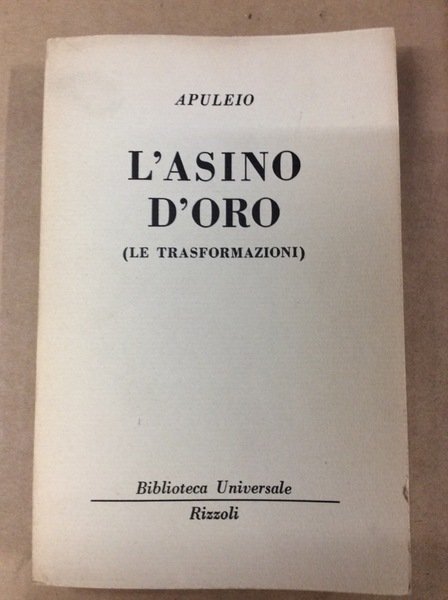 APULEIO
L'ASINO
D'ORO
(LE TRASFORMAZIONI)
Biblioteca Universale
Rizzoli